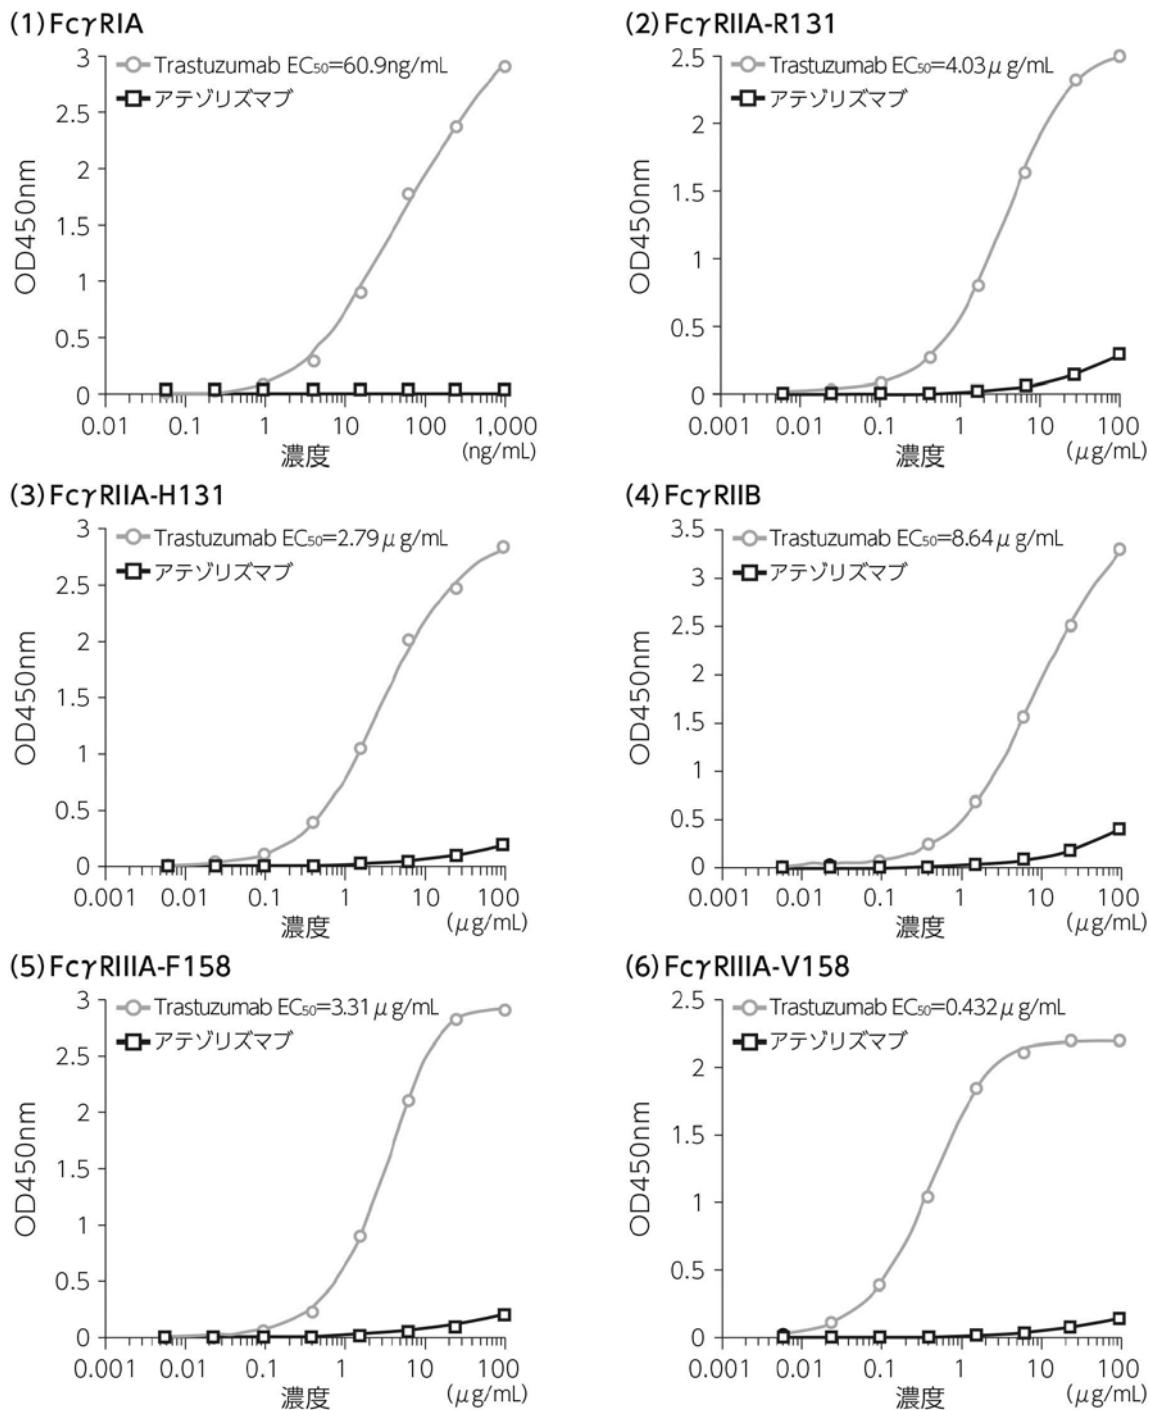 (1) FcγRIA
Trastuzumab EC50=60.9ng/mL
アテゾリズマブ
OD450nm
3
2.5
2
1.5
1
0.5
0
0.01 0.1 1 10 100 1,000
濃度 (ng/mL)
(2) FcγRIIA-R131
Trastuzumab EC50=4.03μg/mL
アテゾリズマブ
OD450nm
2.5
2
1.5
1
0.5
0
0.001 0.01 0.1 1 10 100
濃度 (μg/mL)
(3) FcγRIIA-H131
Trastuzumab EC50=2.79μg/mL
アテゾリズマブ
OD450nm
3
2.5
2
1.5
1
0.5
0
0.001 0.01 0.1 1 10 100
濃度 (μg/mL)
(4) FcγRIIB
Trastuzumab EC50=8.64μg/mL
アテゾリズマブ
OD450nm
3.5
3
2.5
2
1.5
1
0.5
0
0.001 0.01 0.1 1 10 100
濃度 (μg/mL)
(5) FcγRIIIA-F158
Trastuzumab EC50=3.31μg/mL
アテゾリズマブ
OD450nm
3
2.5
2
1.5
1
0.5
0
0.001 0.01 0.1 1 10 100
濃度 (μg/mL)
(6) FcγRIIIA-V158
Trastuzumab EC50=0.432μg/mL
アテゾリズマブ
OD450nm
2.5
2
1.5
1
0.5
0
0.001 0.01 0.1 1 10 100
濃度 (μg/mL)